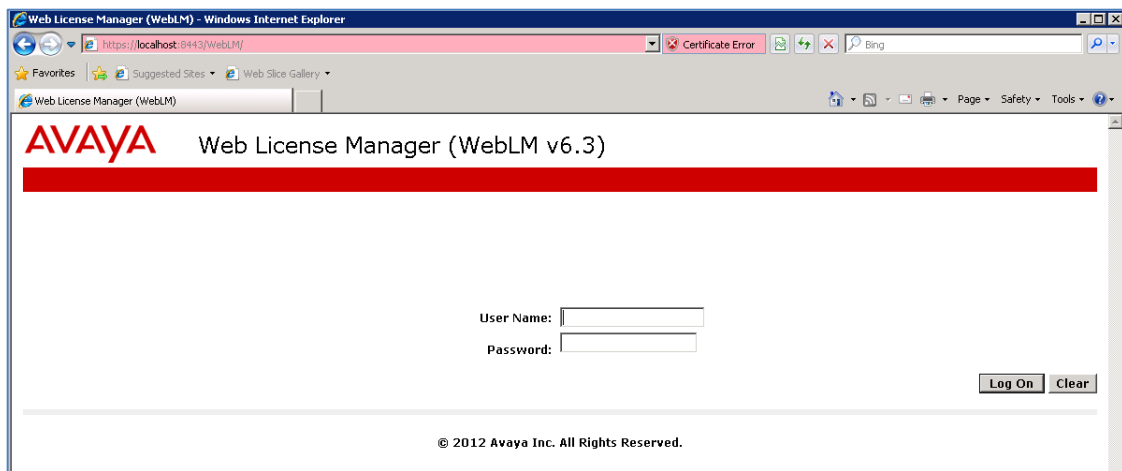 Web License Manager (WebLM) - Windows Internet Explorer
https://localhost:8443/WebLM/ Certificate Error Bing
Favorites Suggested Sites Web Slice Gallery
Web License Manager (WebLM) Page Safety Tools
AVAYA Web License Manager (WebLM v6.3)
User Name:
Password:
Log On Clear
© 2012 Avaya Inc. All Rights Reserved.